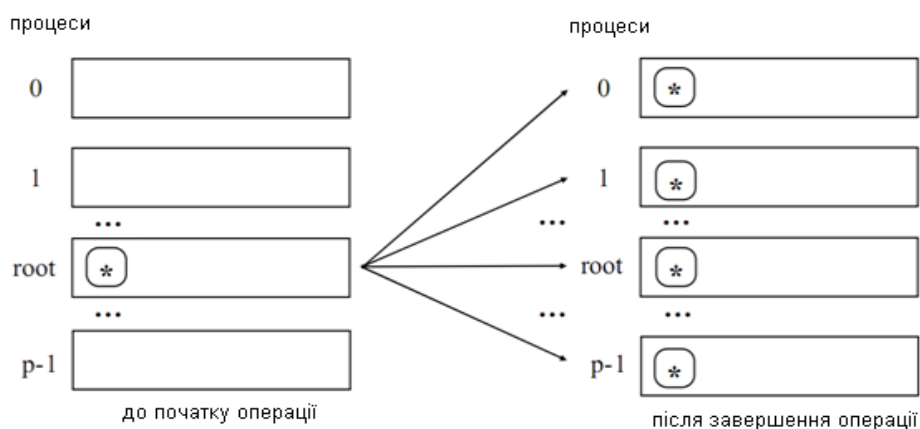 процеси
0
*
1
*
...
...
...
root
*
root
*
...
...
...
p-1
*
p-1
до початку операції
процеси
0
1
після завершення операції